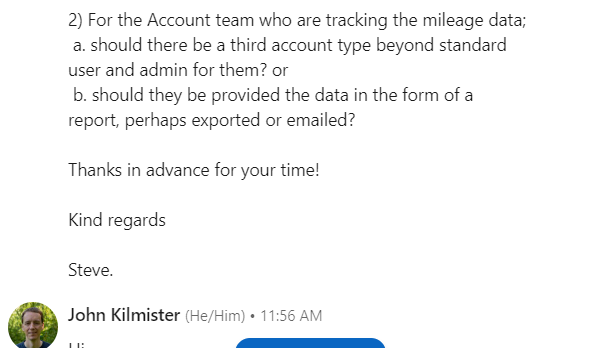 2) For the Account team who are tracking the mileage data;
a. should there be a third account type beyond standard
user and admin for them? or
b. should they be provided the data in the form of a
report, perhaps exported or emailed?
Thanks in advance for your time!
Kind regards
Steve.
John Kilmister (He/Him) • 11:56 AM